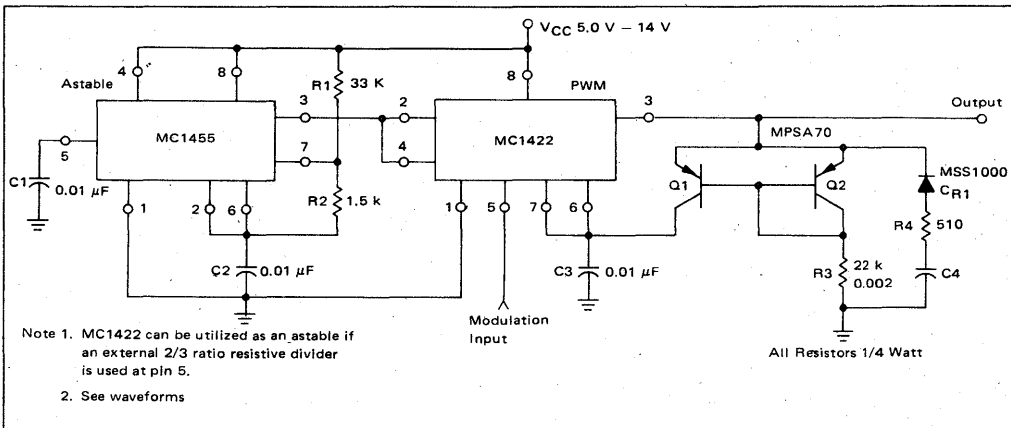 VCC 5.0 V – 14 V
4
8
Astable
R1
33 K
8
PWM
3
2
3
Output
MC1455
MC1422
MPSA70
5
7
4
Q1
Q2
MSS1000
CR1
C1
0.01 µF
R2
1.5 k
R4
510
1
2
6
1
5
7
6
C2
0.01 µF
C3
0.01 µF
R3
22 k
0.002
C4
Modulation
Input
Note 1. MC1422 can be utilized as an astable if
an external 2/3 ratio resistive divider
is used at pin 5.
2. See waveforms
All Resistors 1/4 Watt